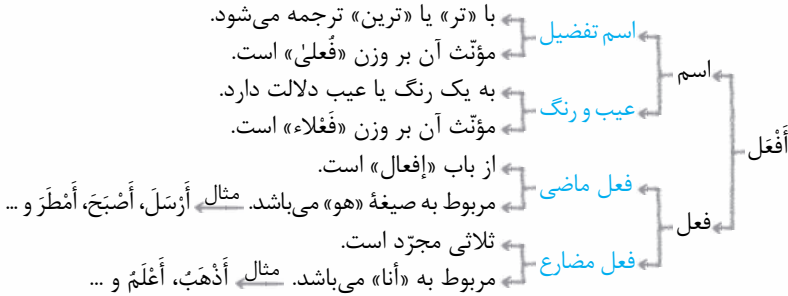 أَفْعَل
اسم
اسم تفضیل
با «تر» یا «ترین» ترجمه می‌شود.
مؤنّث آن بر وزن «فُعلیٰ» است.
عیب و رنگ
به یک رنگ یا عیب دلالت دارد.
مؤنّث آن بر وزن «فَعْلاء» است.
فعل
فعل ماضی
از باب «إفعال» است.
مربوط به صیغهٔ «هو» می‌باشد. مثال أَرْسَلَ، أَصْبَحَ، أَمْطَرَ و ...
فعل مضارع
ثلاثی مجرّد است.
مربوط به «أنا» می‌باشد. مثال أَذْهَبُ، أَعْلَمُ و ...